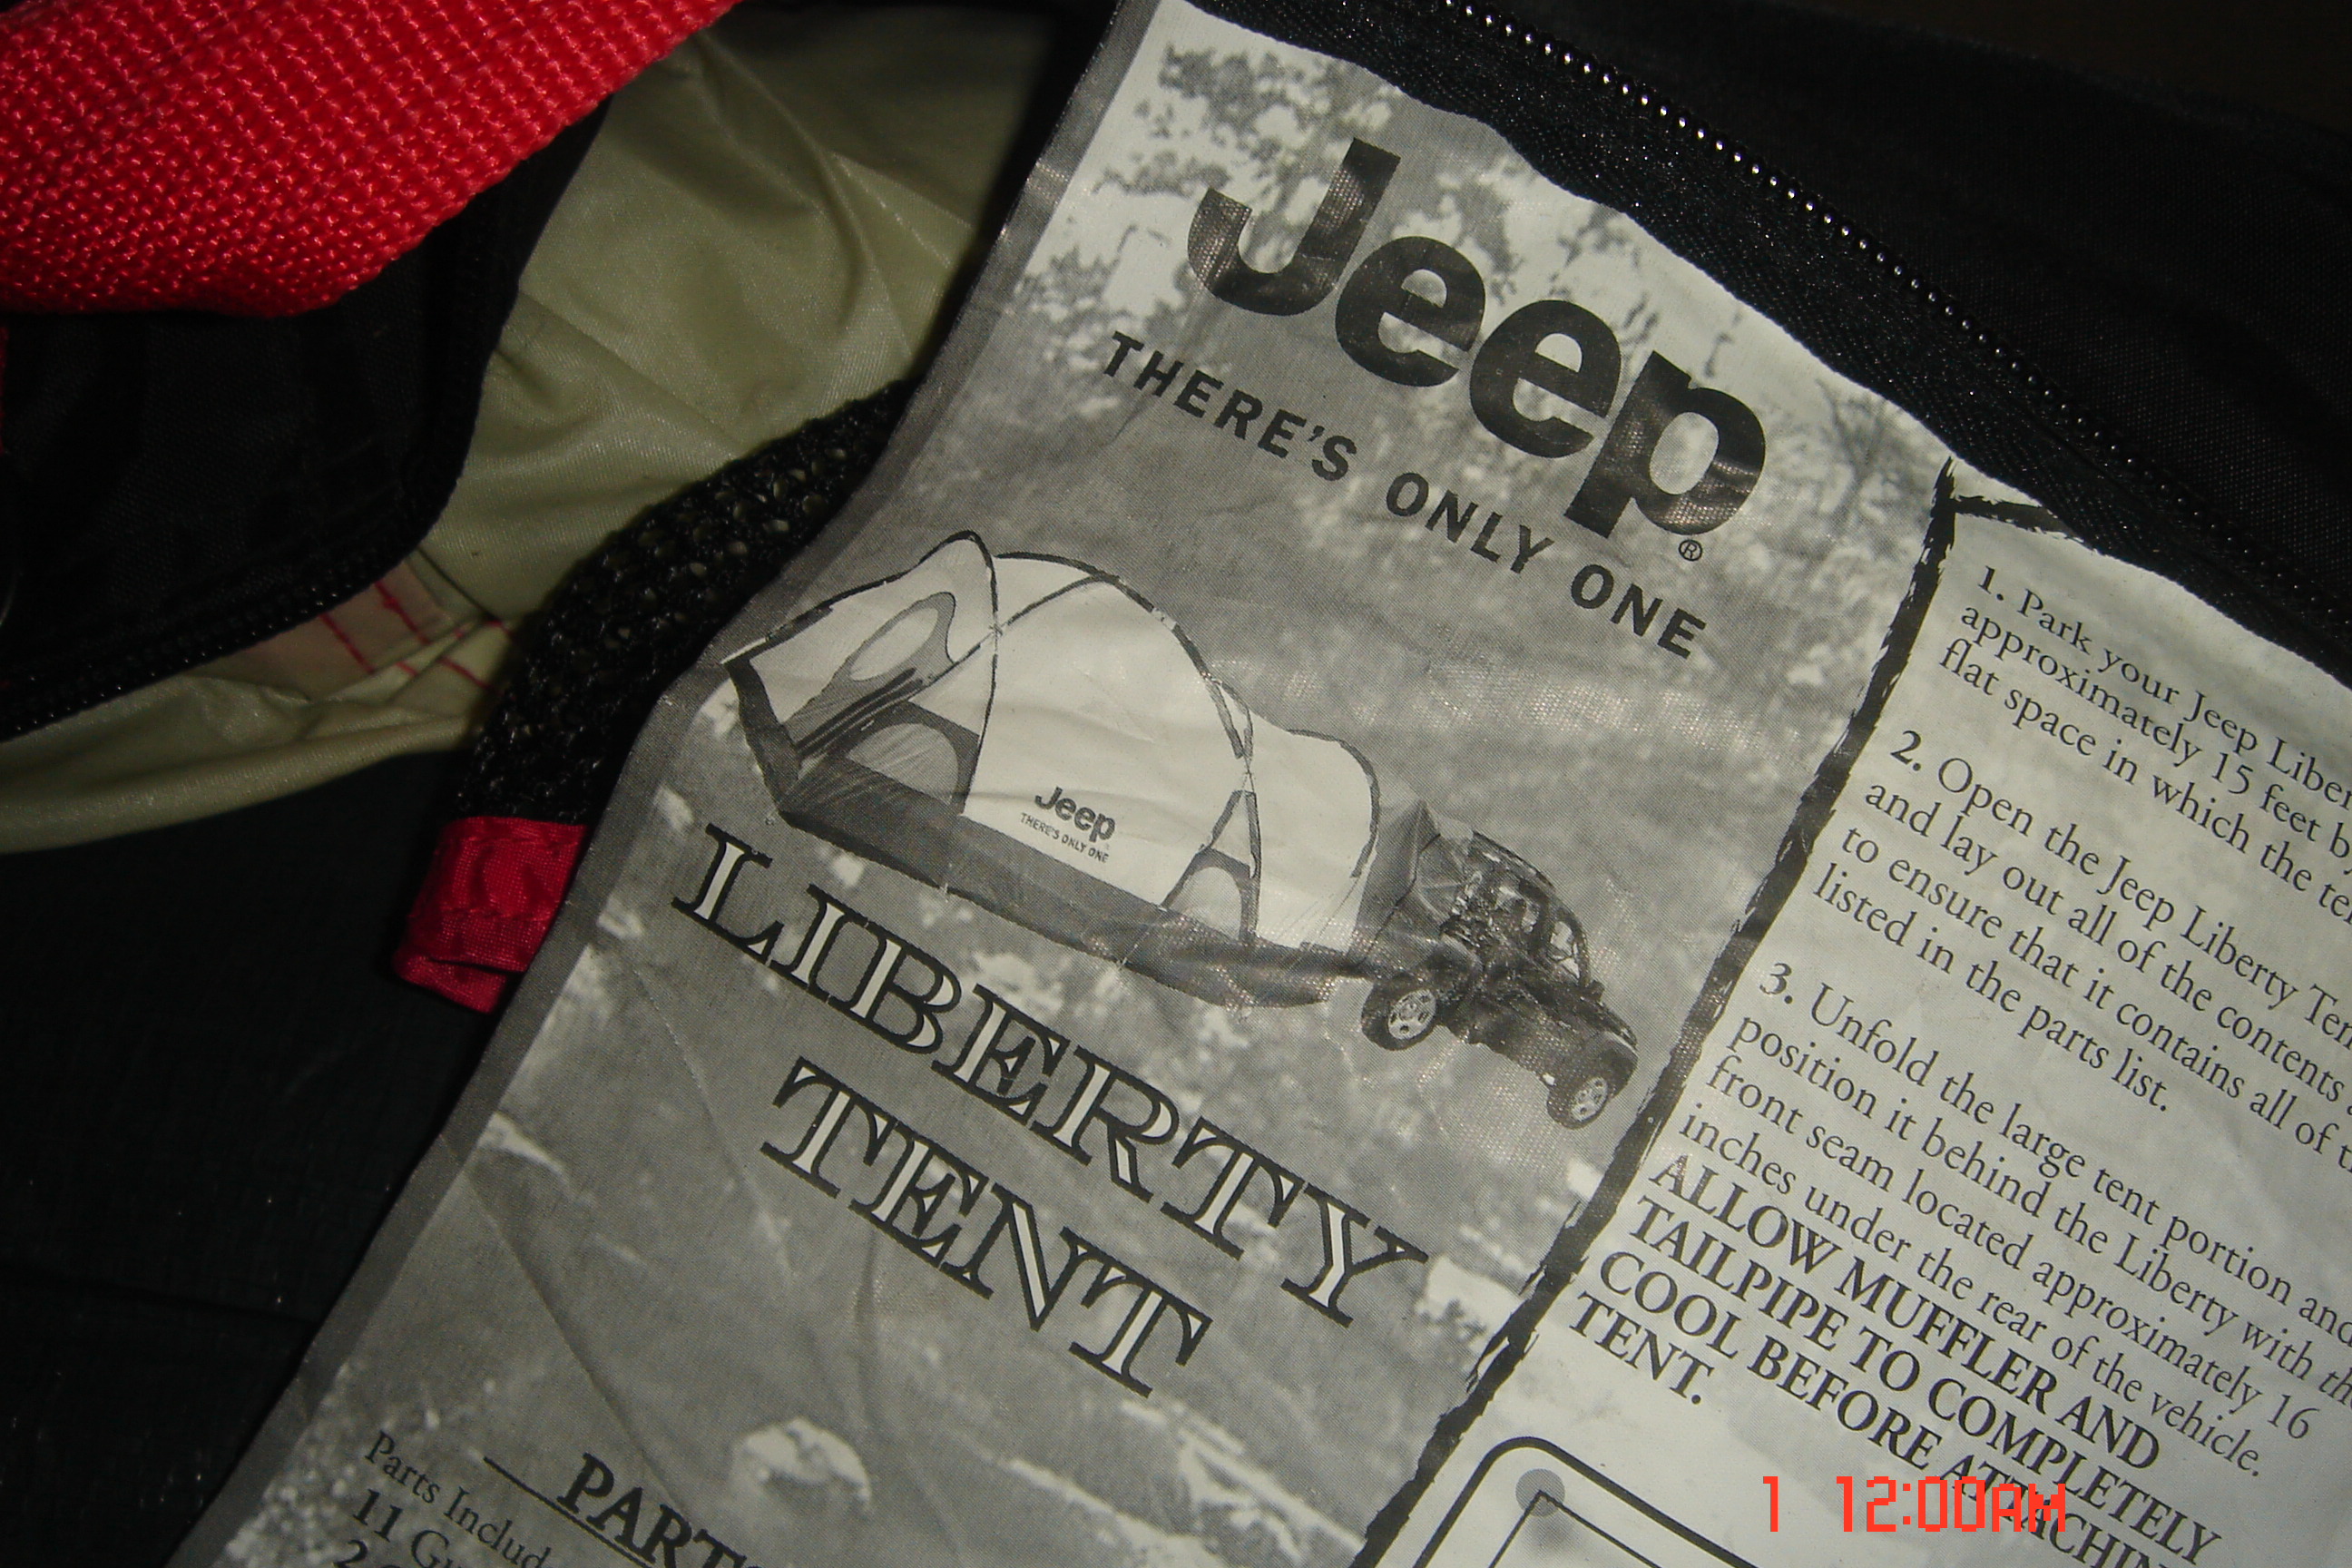 Jeep®
THERE'S ONLY ONE
Jeep
THERE'S ONLY ONE
LIBERTY
TENT
Parts
11
1. Park your Jeep
approximately 15 feet
flat space in which the
2. Open the Jeep Liberty
and lay out all of the contents
to ensure that it contains all of
listed in the parts list.
3. Unfold the large tent portion and
position it behind the Liberty with the
front seam located approximately 16
inches under the rear of the vehicle.
ALLOW MUFFLER AND
TAILPIPE TO COMPLETELY
COOL BEFORE
TENT.
1 12:00AM